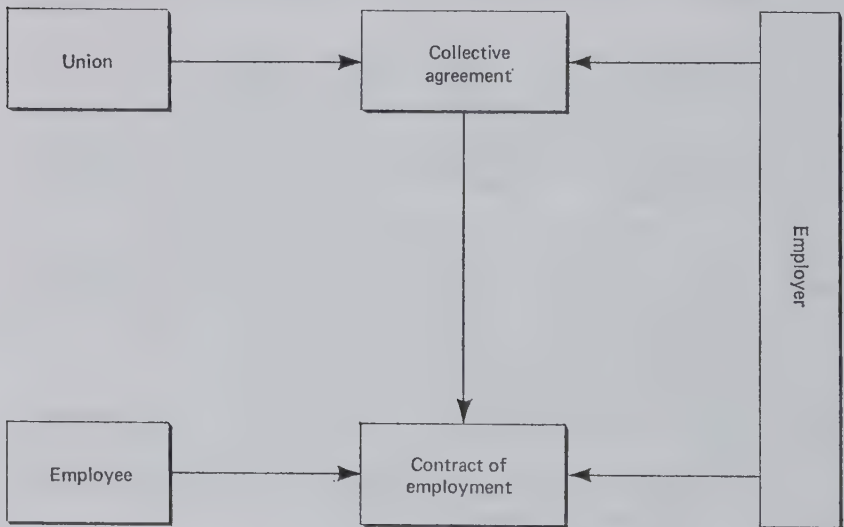 Union
Collective
agreement
Employer
Employee
Contract of
employment